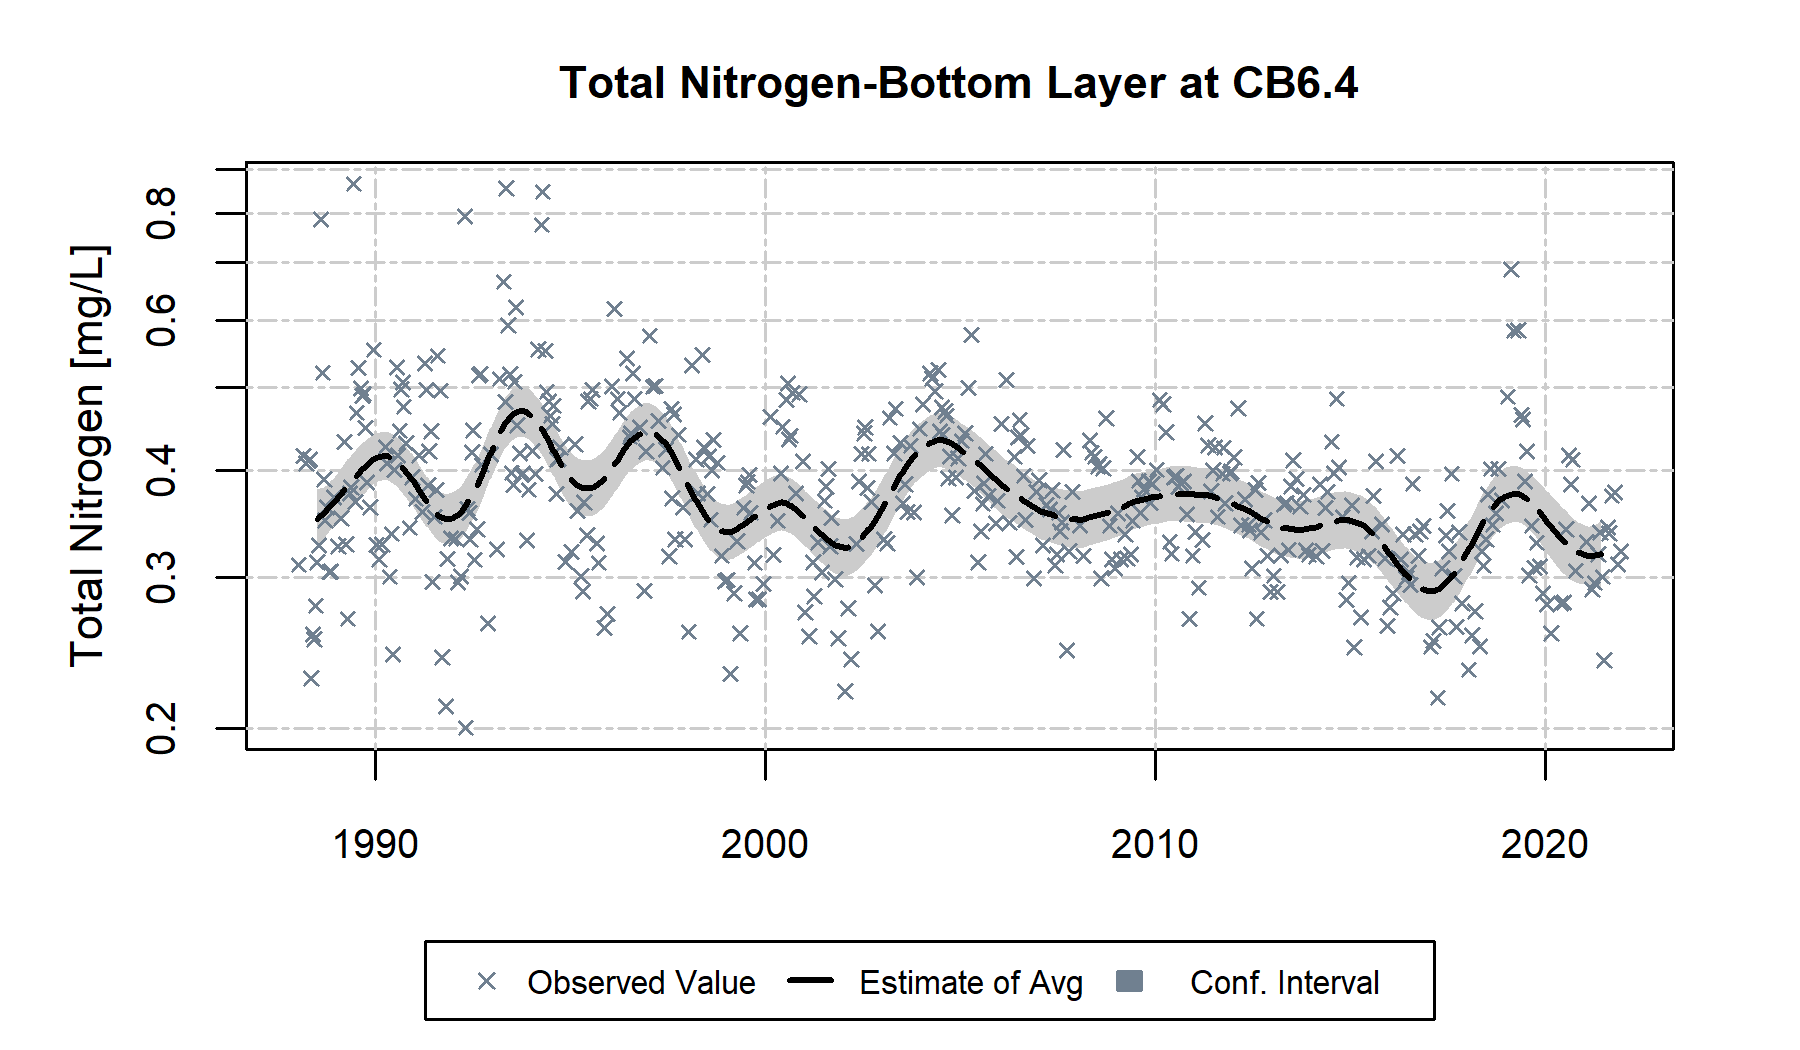 Total Nitrogen-Bottom Layer at CB6.4
Total Nitrogen [mg/L]
0.8
0.6
0.4
0.3
0.2
1990 2000 2010 2020
Observed Value Estimate of Avg Conf. Interval